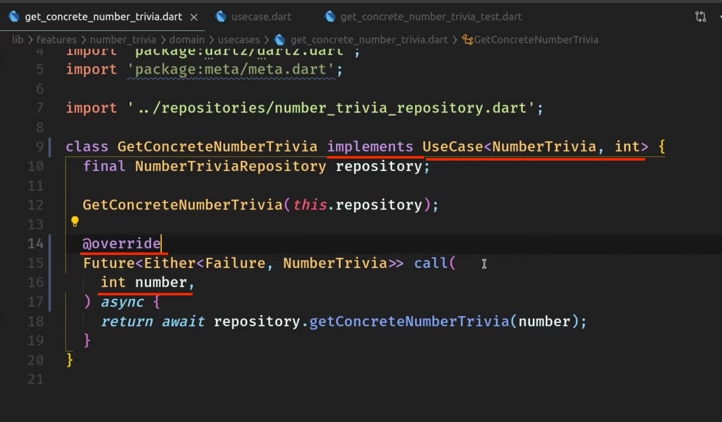 get_concrete_number_trivia.dart
usecase.dart
get_concrete_number_trivia_test.dart
lib > features > number_trivia > domain > usecases > get_concrete_number_trivia.dart > GetConcreteNumberTrivia
4 import 'package:dartz/dartz.dart';
5 import 'package:meta/meta.dart';
6
7 import '../repositories/number_trivia_repository.dart';
8
9 class GetConcreteNumberTrivia implements UseCase<NumberTrivia, int> {
10 final NumberTriviaRepository repository;
11
12 GetConcreteNumberTrivia(this.repository);
13
14 @override
15 Future<Either<Failure, NumberTrivia>> call(
16 int number,
17 ) async {
18 return await repository.getConcreteNumberTrivia(number);
19 }
20 }
21